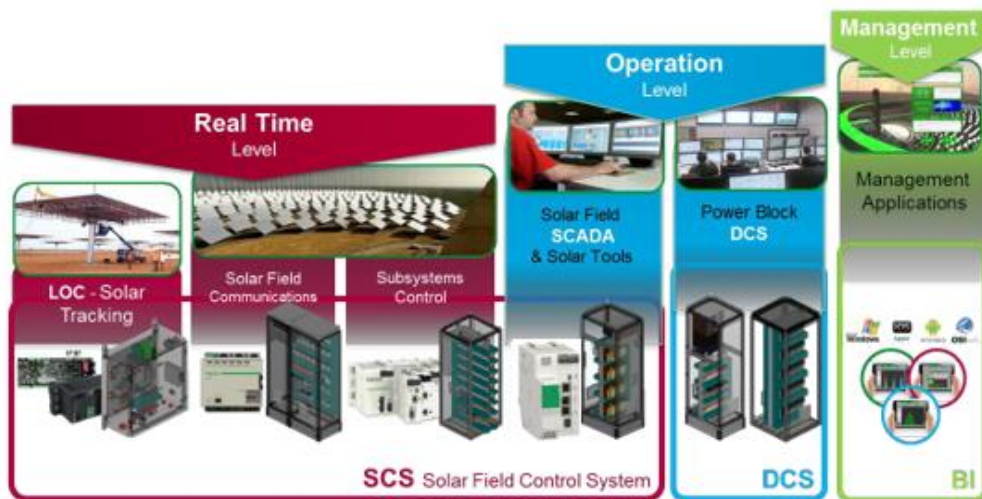 Management
Level
Operation
Level
Real Time
Level
LOC - Solar
Tracking
Solar Field
Communications
Subsystems
Control
Solar Field
SCADA
& Solar Tools
Power Block
DCS
Management
Applications
Windows
SCS Solar Field Control System
DCS
BI